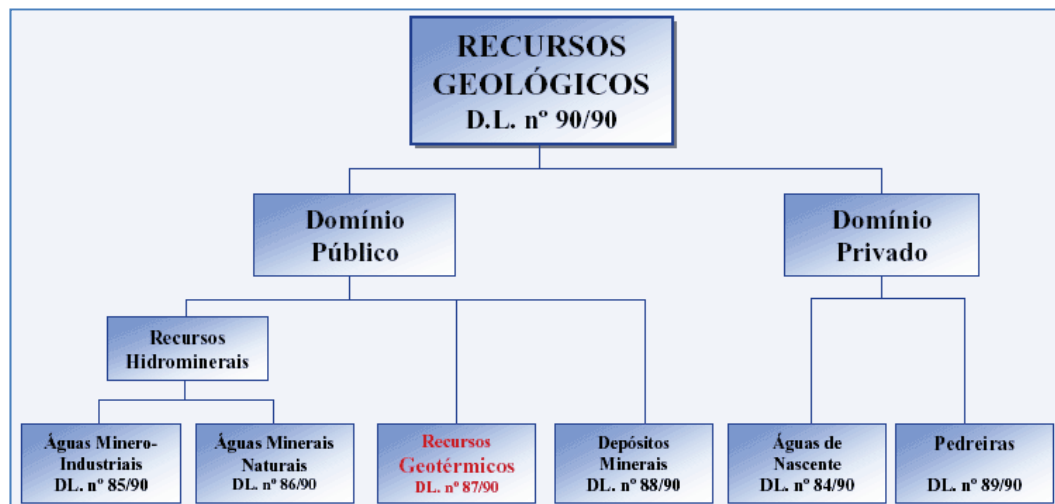 RECURSOS
GEOLÓGICOS
D.L. nº 90/90
Domínio
Público
Domínio
Privado
Recursos
Hidrominerais
Águas Minero-
Industriais
DL. nº 85/90
Águas Minerais
Naturais
DL. nº 86/90
Recursos
Geotérmicos
DL. nº 87/90
Depósitos
Minerais
DL. nº 88/90
Águas de
Nascente
DL. nº 84/90
Pedreiras
DL. nº 89/90